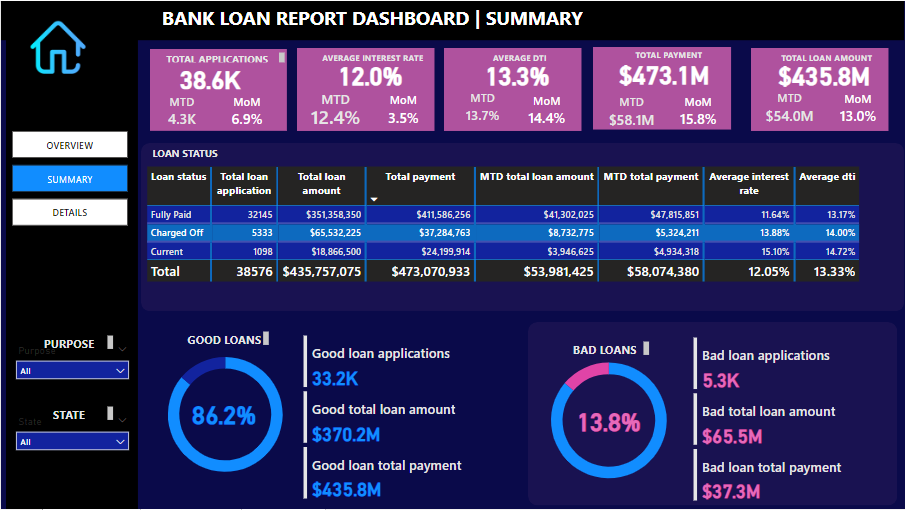 BANK LOAN REPORT DASHBOARD | SUMMARY
TOTAL APPLICATIONS
38.6K
MTD MoM
4.3K 6.9%
AVERAGE INTEREST RATE
12.0%
MTD MoM
12.4% 3.5%
AVERAGE DTI
13.3%
MTD MoM
13.7% 14.4%
TOTAL PAYMENT
$473.1M
MTD MoM
$58.1M 15.8%
TOTAL LOAN AMOUNT
$435.8M
MTD MoM
$54.0M 13.0%
OVERVIEW
SUMMARY
DETAILS
LOAN STATUS
Loan status Total loan application Total loan amount Total payment MTD total loan amount MTD total payment Average interest rate Average dti
Fully Paid 32145 $351,358,350 $411,586,256 $41,302,025 $47,815,851 11.64% 13.17%
Charged Off 5333 $65,532,225 $37,284,763 $8,732,775 $5,324,211 13.88% 14.00%
Current 1098 $18,866,500 $24,199,914 $3,946,625 $4,934,318 15.10% 14.72%
Total 38576 $435,757,075 $473,070,933 $53,981,425 $58,074,380 12.05% 13.33%
PURPOSE
Purpose
All
STATE
State
All
GOOD LOANS
86.2%
Good loan applications
33.2K
Good total loan amount
$370.2M
Good loan total payment
$435.8M
BAD LOANS
13.8%
Bad loan applications
5.3K
Bad total loan amount
$65.5M
Bad loan total payment
$37.3M